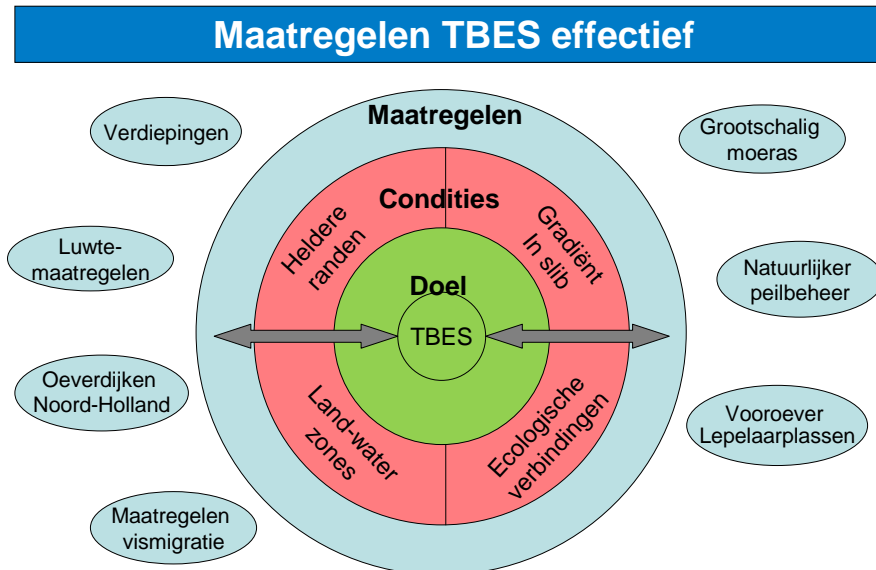 Maatregelen TBES effectief
Verdiepingen
Maatregelen
Grootschalig
moeras
Condities
Heldere
randen
Gradiënt
In slib
Luwte-
maatregelen
Natuurlijker
peilbeheer
Doel
TBES
Oeverdijken
Noord-Holland
Land-water
zones
Ecologische
verbindingen
Vooroever
Lepelaarplassen
Maatregelen
vismigratie